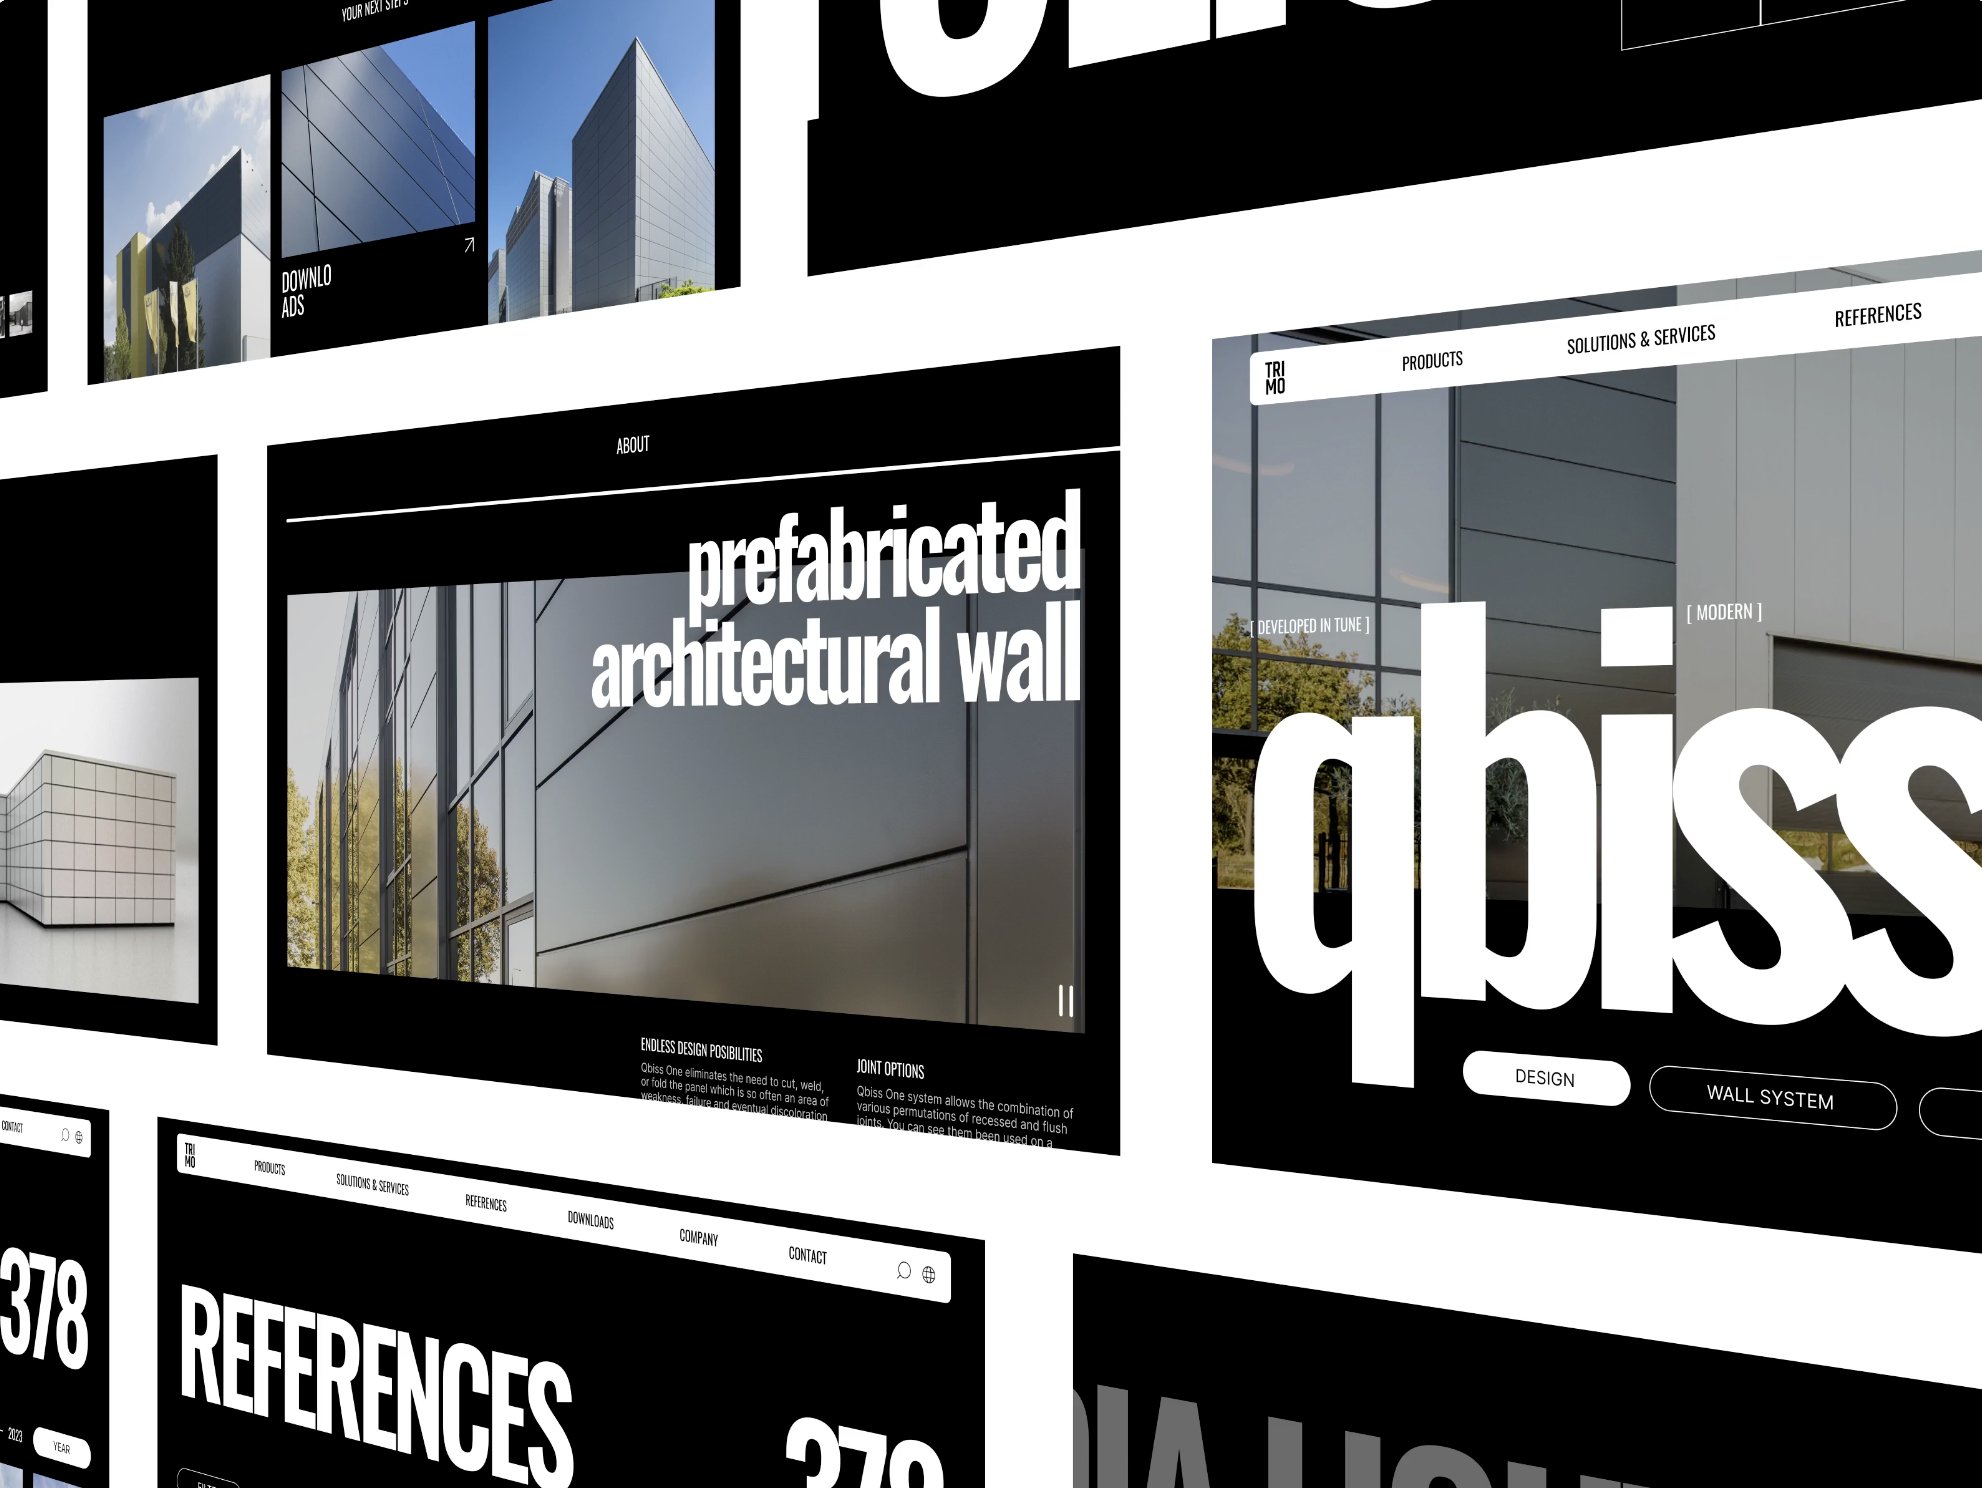 YOUR NEXT STEPS
DOWNLO
ADS
ABOUT
prefabricated
architectural wall
ENDLESS DESIGN POSIBILITIES
Qbiss One eliminates the need to cut, weld,
or fold the panel which is so often an area of
weakness, failure and eventual discoloration
JOINT OPTIONS
Qbiss One system allows the combination of
various permutations of recessed and flush
joints. You can see them been used on a
TRI
MO
PRODUCTS
SOLUTIONS & SERVICES
REFERENCES
[ DEVELOPED IN TUNE ]
[ MODERN ]
qbiss
DESIGN
WALL SYSTEM
CONTACT
378
2023
YEAR
TRI
MO
PRODUCTS
SOLUTIONS & SERVICES
REFERENCES
DOWNLOADS
COMPANY
CONTACT
REFERENCES
378